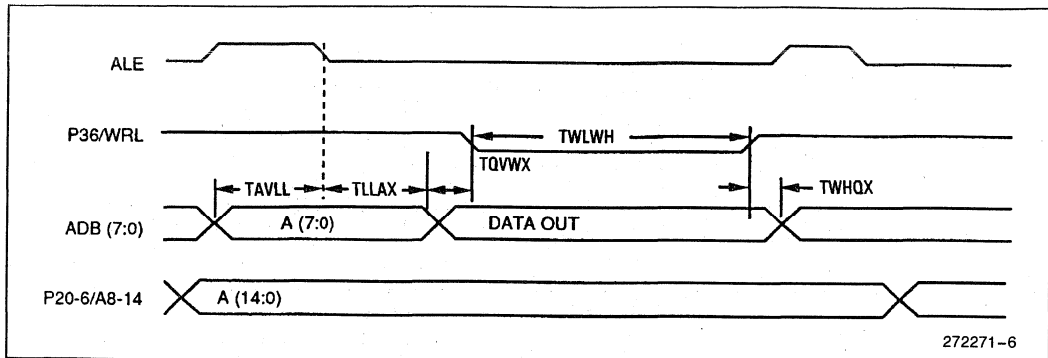 ALE
P36/WRL
TWLWH
TQVWX
TAVLL
TLLAX
TWHQX
ADB (7:0)
A (7:0)
DATA OUT
P20-6/A8-14
A (14:0)
272271-6